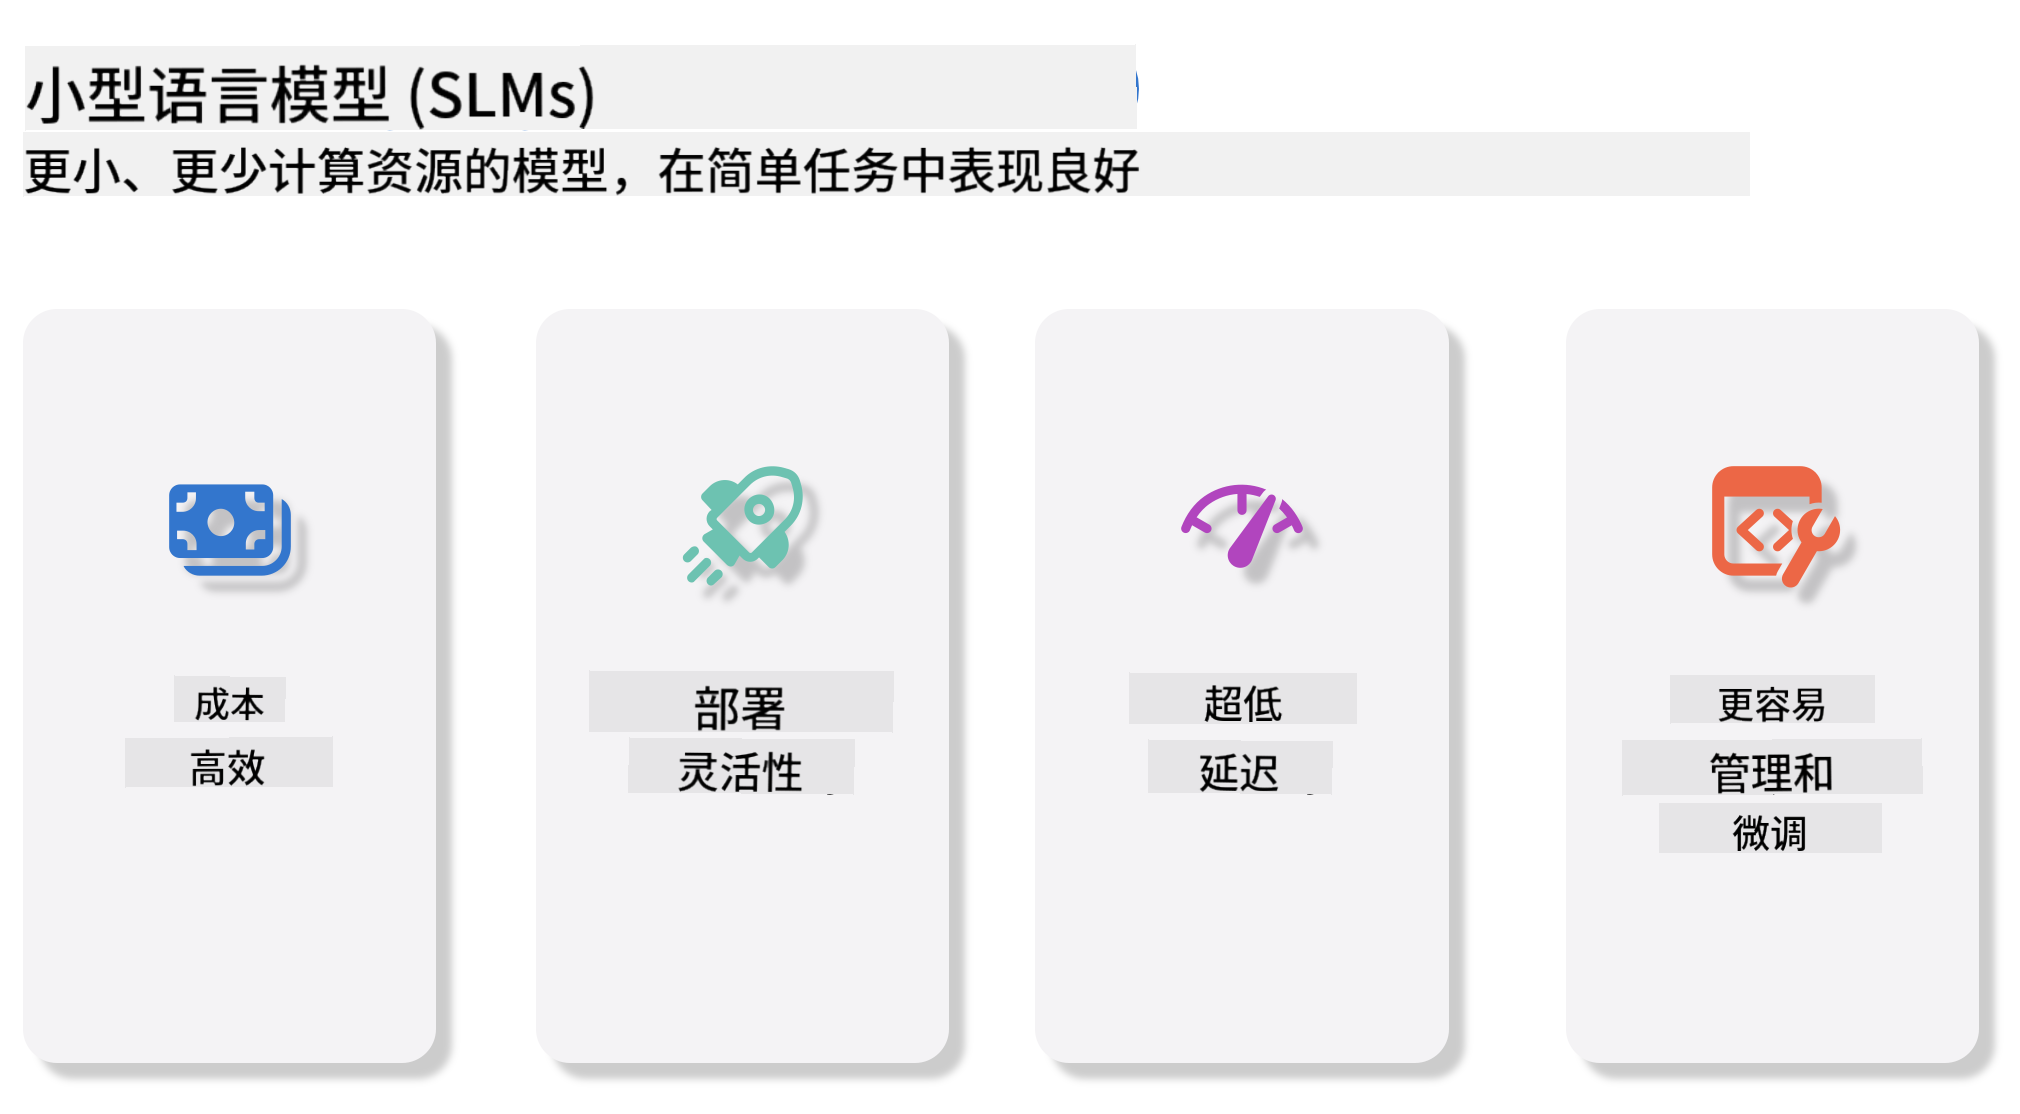 小型语言模型 (SLMs)
更小、更少计算资源的模型，在简单任务中表现良好
成本
高效
部署
灵活性
超低
延迟
更容易
管理和
微调